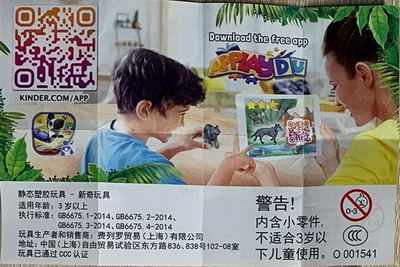 Download the free app
APPLAYDU
KINDER.COM/APP
静态塑胶玩具 - 新奇玩具
适用年龄：3 岁以上
执行标准：GB6675.1-2014、GB6675.2-2014、
GB6675.3-2014、GB6675.4-2014
玩具生产者和销售商：费列罗贸易（上海）有限公司
地址：中国（上海）自由贸易试验区东方路836、838号102-08室
玩具已通过 CCC 认证
警告！
内含小零件，
不适合3岁以
下儿童使用。
0-3
CCC
O 001541